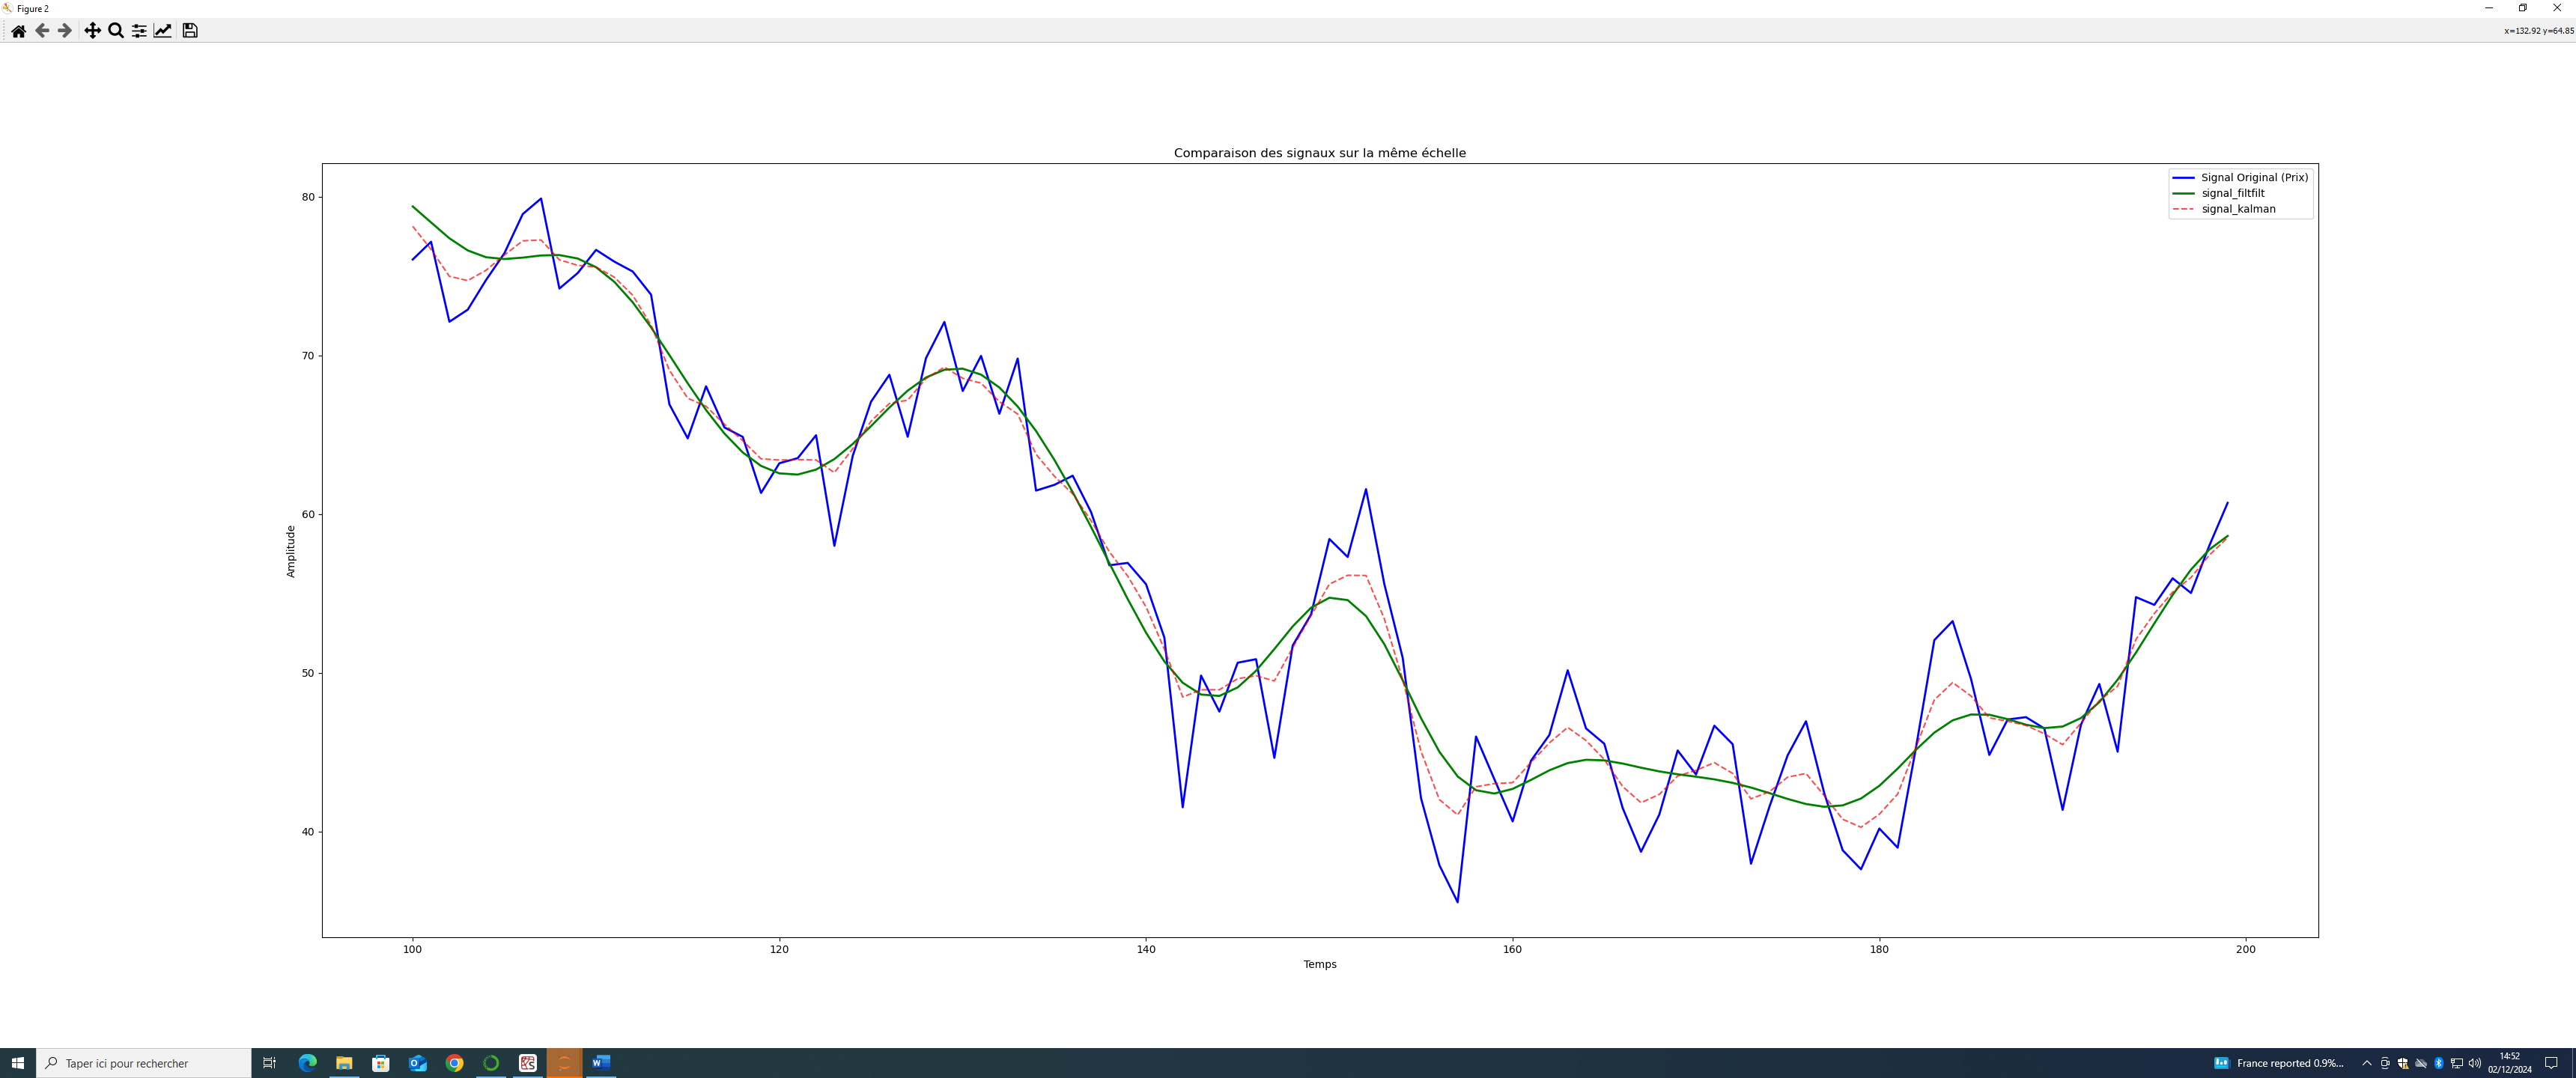 Figure 2
x=132.92 y=64.85
Comparaison des signaux sur la même échelle
Signal Original (Prix)
signal_filtfilt
signal_kalman
80
70
60
50
40
Amplitude
100
120
140
160
180
200
Temps
Taper ici pour rechercher
France reported 0.9%...
14:52
02/12/2024